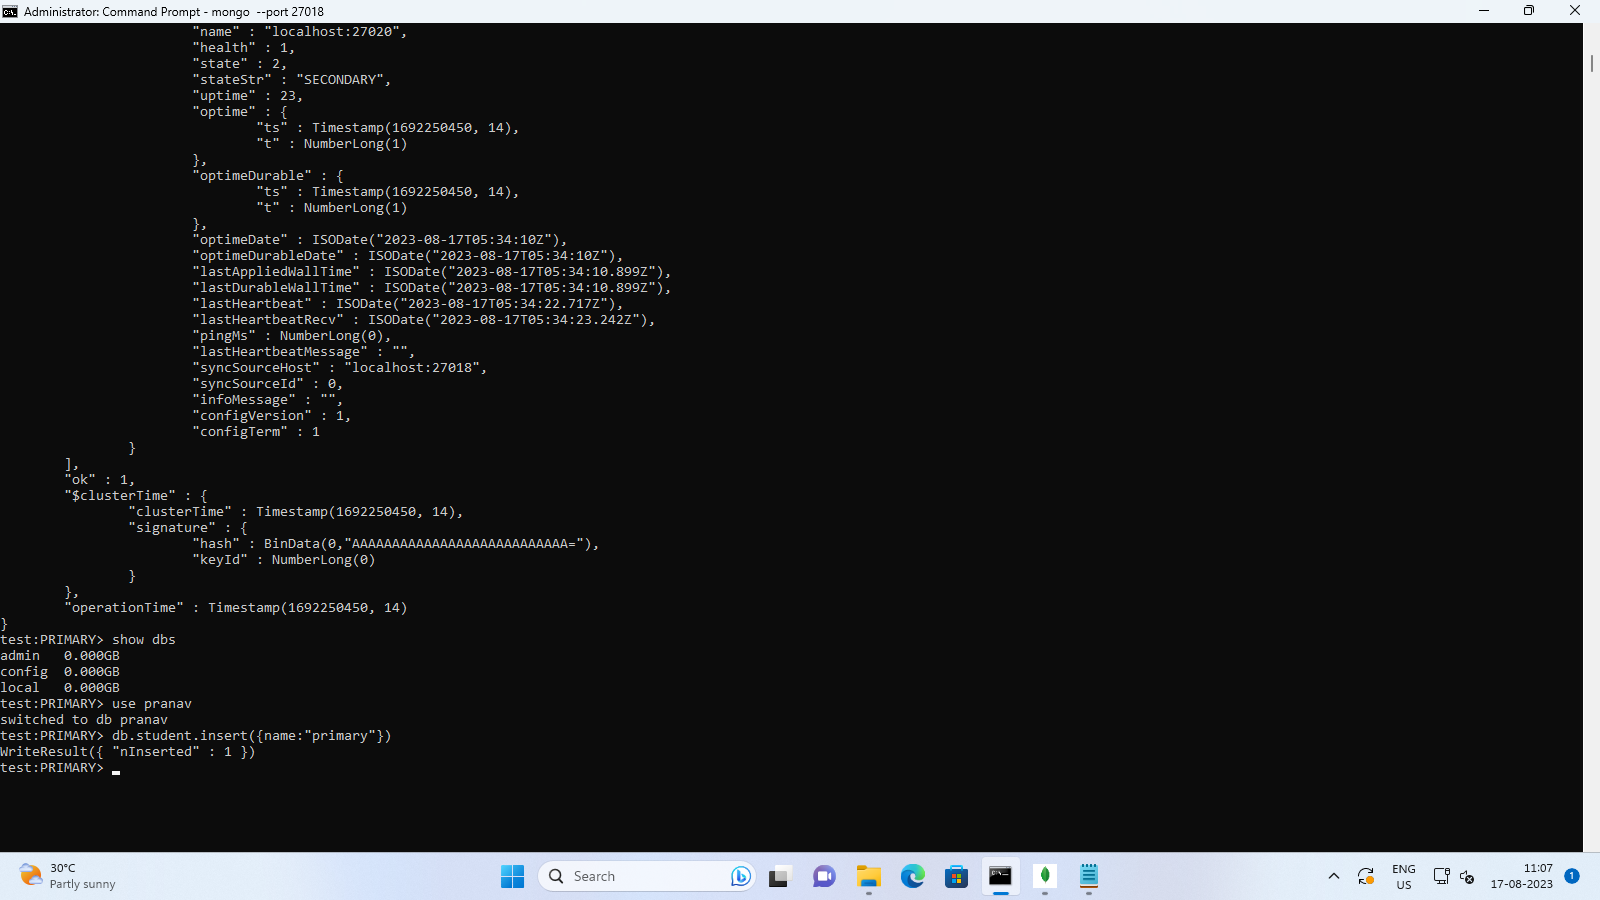 Administrator: Command Prompt - mongo --port 27018
"name" : "localhost:27020",
"health" : 1,
"state" : 2,
"stateStr" : "SECONDARY",
"uptime" : 23,
"optime" : {
"ts" : Timestamp(1692250450, 14),
"t" : NumberLong(1)
},
"optimeDurable" : {
"ts" : Timestamp(1692250450, 14),
"t" : NumberLong(1)
},
"optimeDate" : ISODate("2023-08-17T05:34:10Z"),
"optimeDurableDate" : ISODate("2023-08-17T05:34:10Z"),
"lastAppliedWallTime" : ISODate("2023-08-17T05:34:10.899Z"),
"lastDurableWallTime" : ISODate("2023-08-17T05:34:10.899Z"),
"lastHeartbeat" : ISODate("2023-08-17T05:34:22.717Z"),
"lastHeartbeatRecv" : ISODate("2023-08-17T05:34:23.242Z"),
"pingMs" : NumberLong(0),
"lastHeartbeatMessage" : "",
"syncSourceHost" : "localhost:27018",
"syncSourceId" : 0,
"infoMessage" : "",
"configVersion" : 1,
"configTerm" : 1
}
],
"ok" : 1,
"$clusterTime" : {
"clusterTime" : Timestamp(1692250450, 14),
"signature" : {
"hash" : BinData(0,"AAAAAAAAAAAAAAAAAAAAAAAAAAA="),
"keyId" : NumberLong(0)
}
},
"operationTime" : Timestamp(1692250450, 14)
}
test:PRIMARY> show dbs
admin 0.000GB
config 0.000GB
local 0.000GB
test:PRIMARY> use pranav
switched to db pranav
test:PRIMARY> db.student.insert({name:"primary"})
WriteResult({ "nInserted" : 1 })
test:PRIMARY>
30°C
Partly sunny
Search
ENG
US
11:07
17-08-2023
1